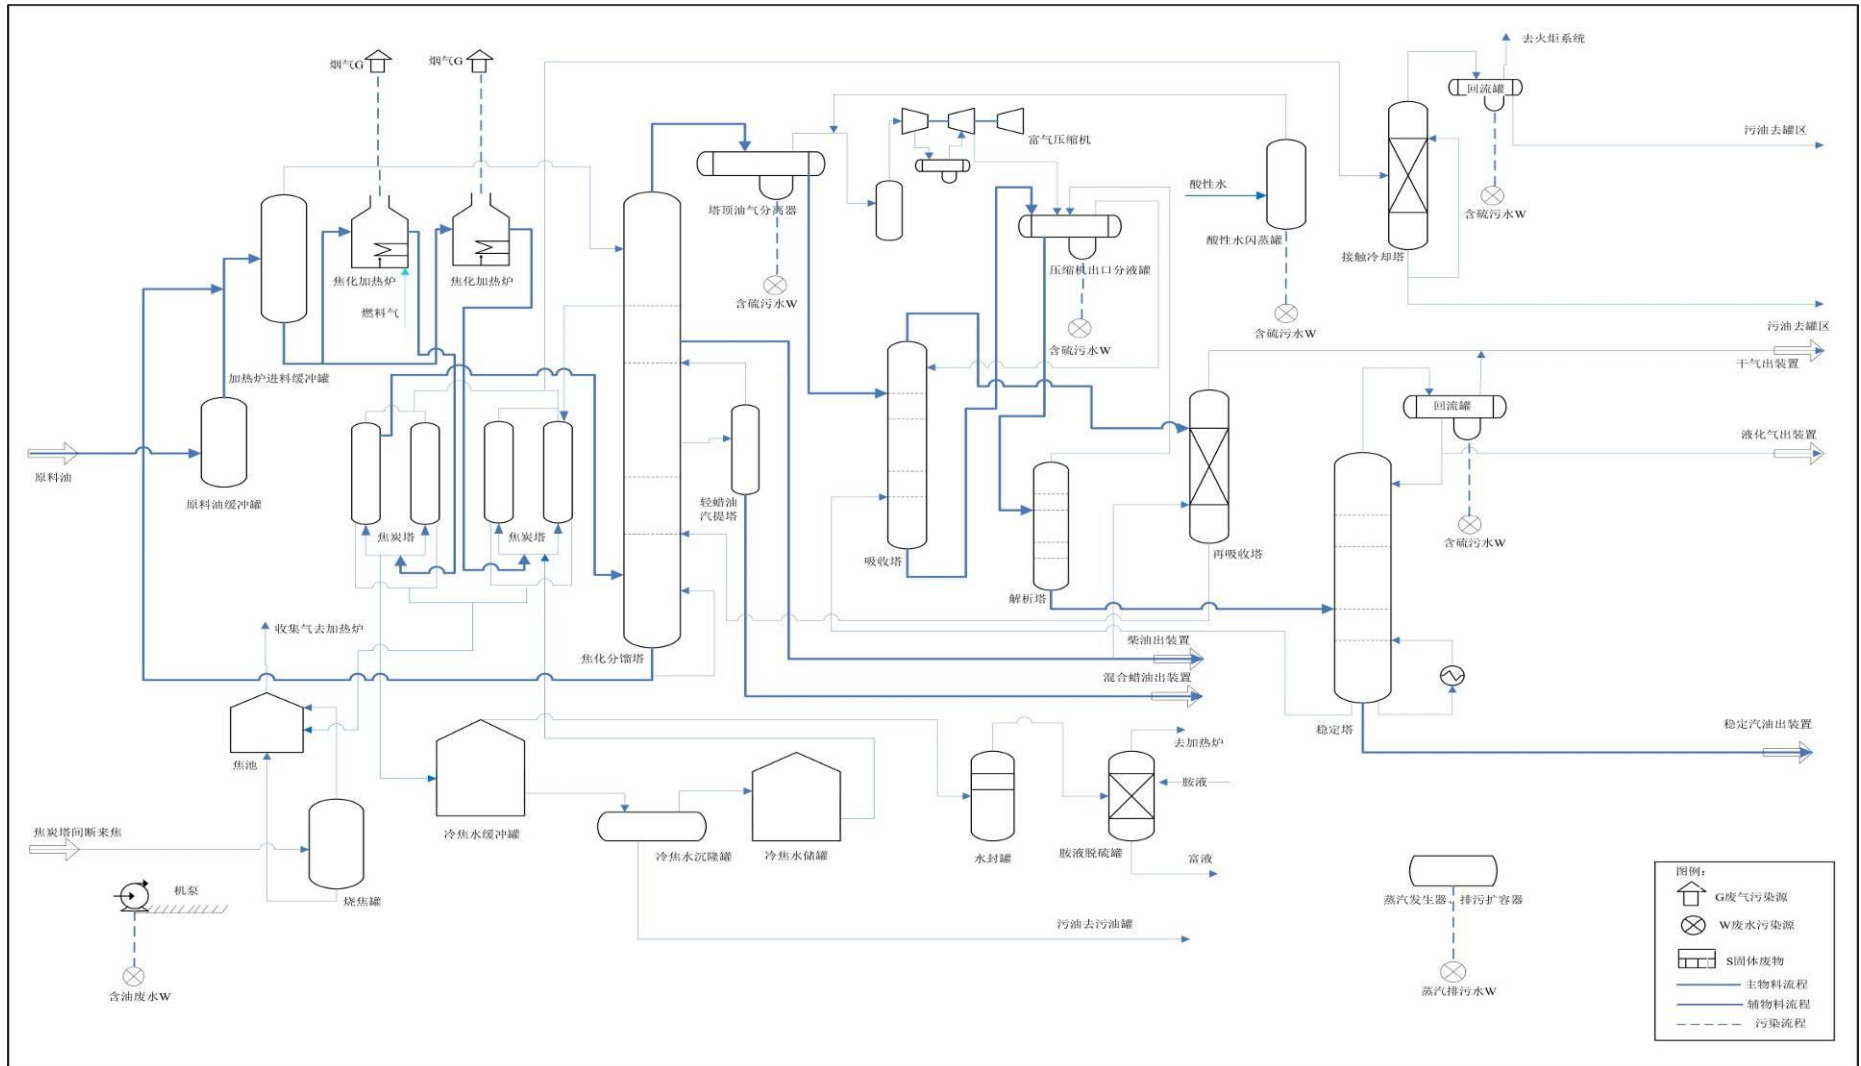 烟气G
烟气G
去火炬系统
回流罐
污油去罐区
富气压缩机
酸性水
塔顶油气分离器
含硫污水W
酸性水闪蒸罐
接触冷却塔
焦化加热炉
焦化加热炉
压缩机出口分液罐
燃料气
含硫污水W
含硫污水W
含硫污水W
污油去罐区
干气出装置
加热炉进料缓冲罐
回流罐
液化气出装置
原料油
原料油缓冲罐
轻蜡油
汽提塔
焦炭塔
焦炭塔
含硫污水W
再吸收塔
吸收塔
解析塔
收集气去加热炉
柴油出装置
焦化分馏塔
混合蜡油出装置
稳定塔
稳定汽油出装置
去加热炉
焦池
胺液
焦炭塔间断来焦
冷焦水缓冲罐
冷焦水沉隆罐
冷焦水储罐
水封罐
胺液脱硫罐
富液
机泵
烧焦罐
蒸汽发生器、排污扩容器
污油去污油罐
含油废水W
蒸汽排污水W
图例：
G废气污染源
W废水污染源
S固体废物
主物料流程
辅物料流程
污染流程